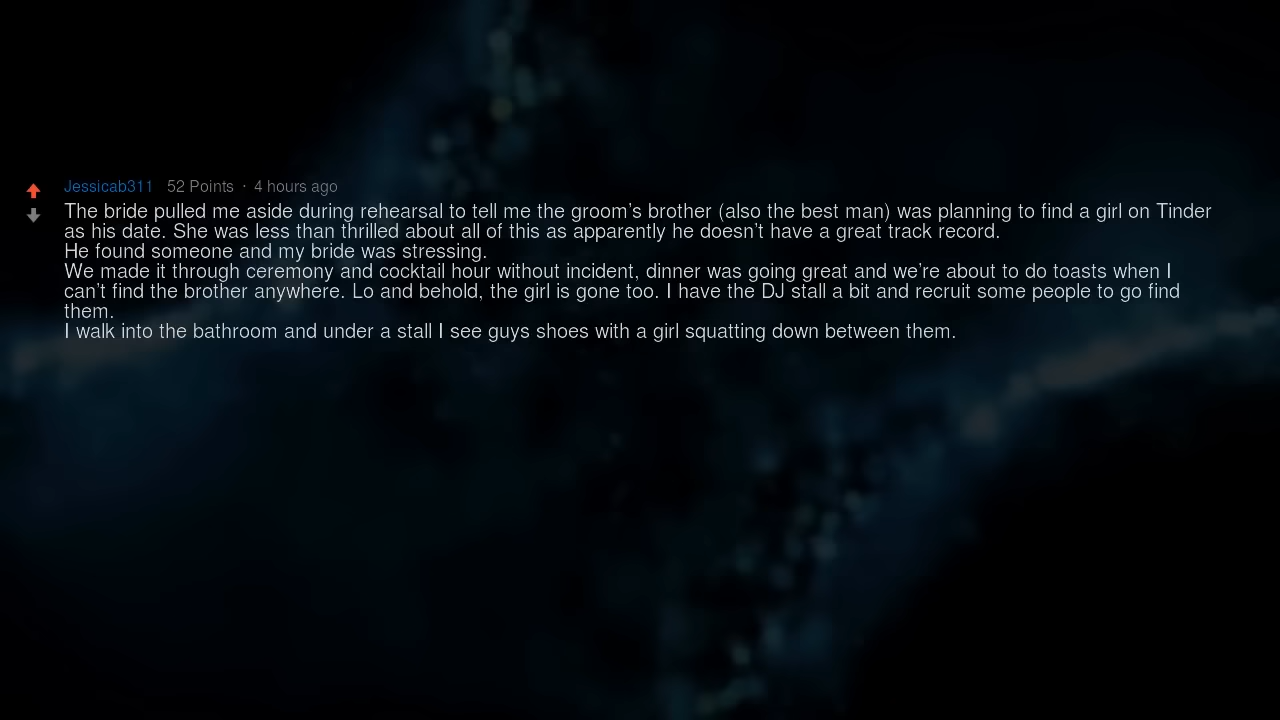 Jessicab311 52 Points · 4 hours ago
The bride pulled me aside during rehearsal to tell me the groom's brother (also the best man) was planning to find a girl on Tinder
as his date. She was less than thrilled about all of this as apparently he doesn't have a great track record.
He found someone and my bride was stressing.
We made it through ceremony and cocktail hour without incident, dinner was going great and we're about to do toasts when I
can't find the brother anywhere. Lo and behold, the girl is gone too. I have the DJ stall a bit and recruit some people to go find
them.
I walk into the bathroom and under a stall I see guys shoes with a girl squatting down between them.